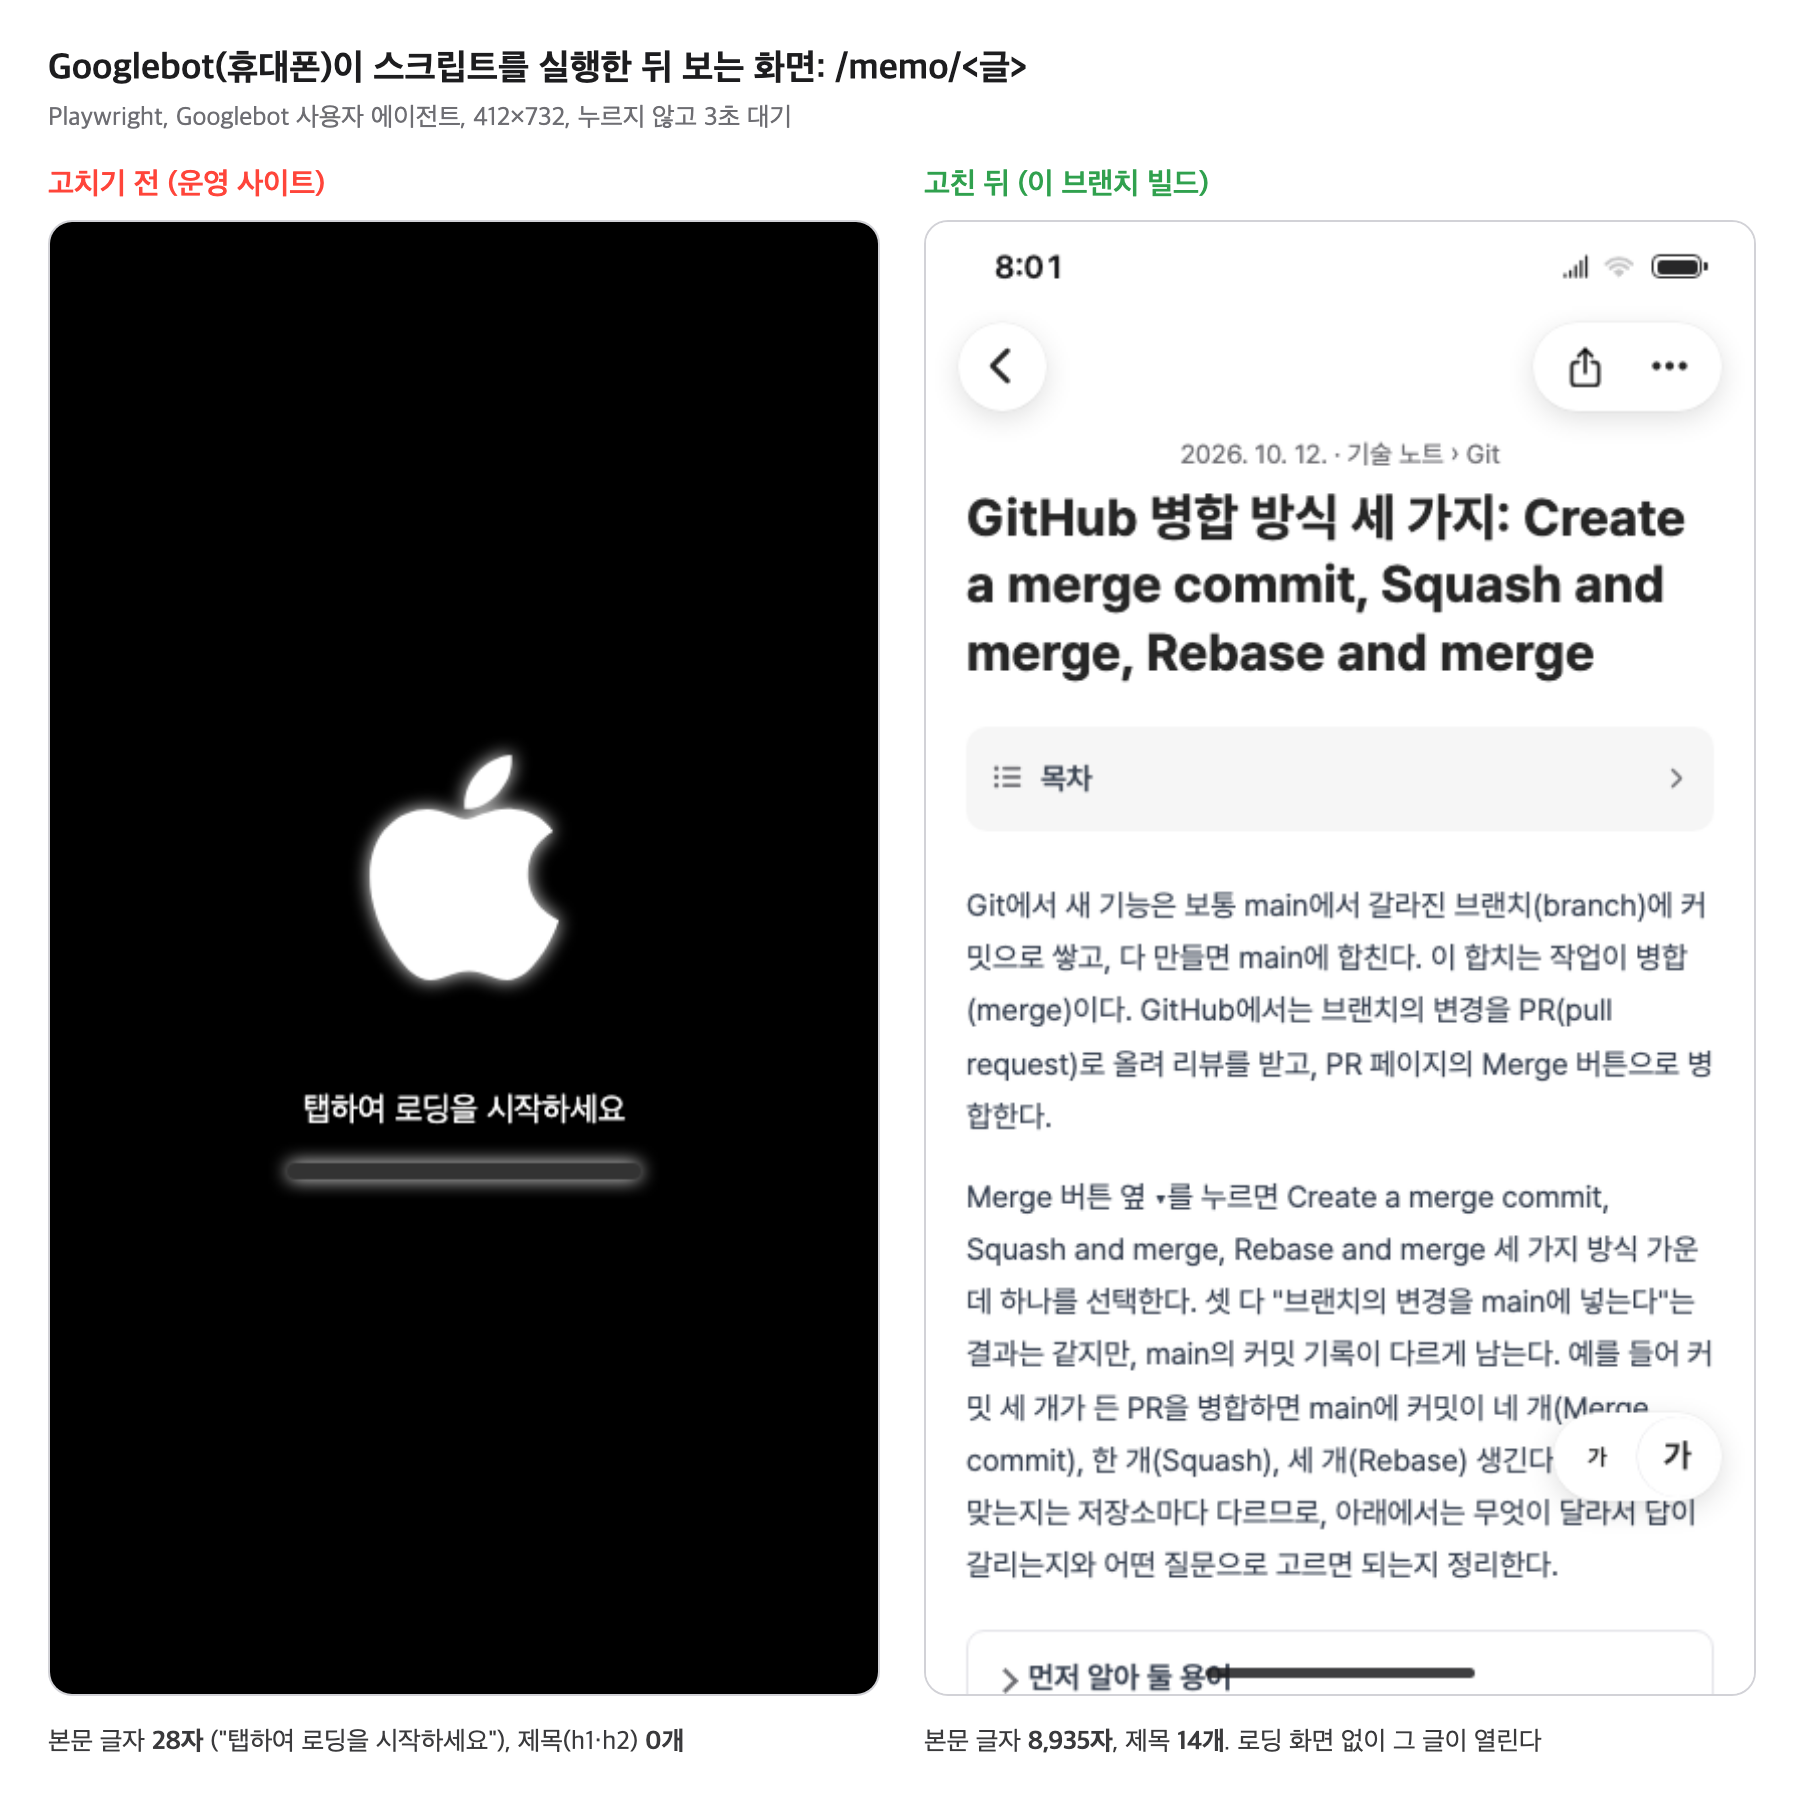 Googlebot(휴대폰)이 스크립트를 실행한 뒤 보는 화면: /memo/<글>
Playwright, Googlebot 사용자 에이전트, 412×732, 누르지 않고 3초 대기
고치기 전 (운영 사이트)
탭하여 로딩을 시작하세요
본문 글자 28자 ("탭하여 로딩을 시작하세요"), 제목(h1·h2) 0개
고친 뒤 (이 브랜치 빌드)
8:01
2026. 10. 12. · 기술 노트 › Git
GitHub 병합 방식 세 가지: Create
a merge commit, Squash and
merge, Rebase and merge
목차
Git에서 새 기능은 보통 main에서 갈라진 브랜치(branch)에 커
밋으로 쌓고, 다 만들면 main에 합친다. 이 합치는 작업이 병합
(merge)이다. GitHub에서는 브랜치의 변경을 PR(pull
request)로 올려 리뷰를 받고, PR 페이지의 Merge 버튼으로 병
합한다.
Merge 버튼 옆 ▾를 누르면 Create a merge commit,
Squash and merge, Rebase and merge 세 가지 방식 가운
데 하나를 선택한다. 셋 다 "브랜치의 변경을 main에 넣는다"는
결과는 같지만, main의 커밋 기록이 다르게 남는다. 예를 들어 커
밋 세 개가 든 PR을 병합하면 main에 커밋이 네 개(Merge
commit), 한 개(Squash), 세 개(Rebase) 생긴다
가 가
맞는지는 저장소마다 다르므로, 아래에서는 무엇이 달라서 답이
갈리는지와 어떤 질문으로 고르면 되는지 정리한다.
먼저 알아 둘 용어
본문 글자 8,935자, 제목 14개. 로딩 화면 없이 그 글이 열린다